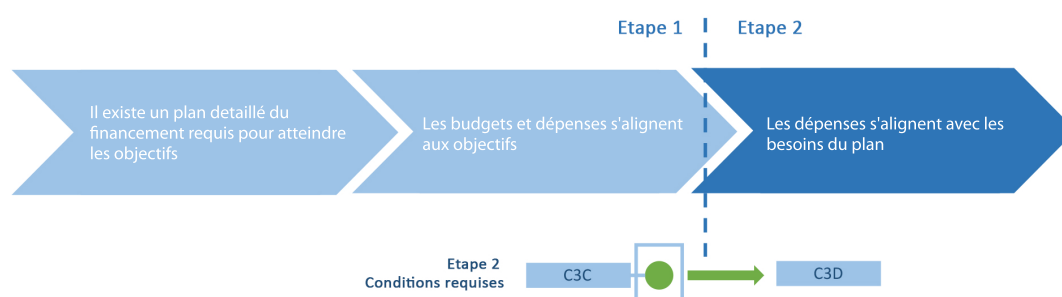 Etape 1
Etape 2
Il existe un plan detaillé du
financement requis pour atteindre
les objectifs
Les budgets et dépenses s'alignent
aux objectifs
Les dépenses s'alignent avec les
besoins du plan
Etape 2
Conditions requises
C3C
C3D